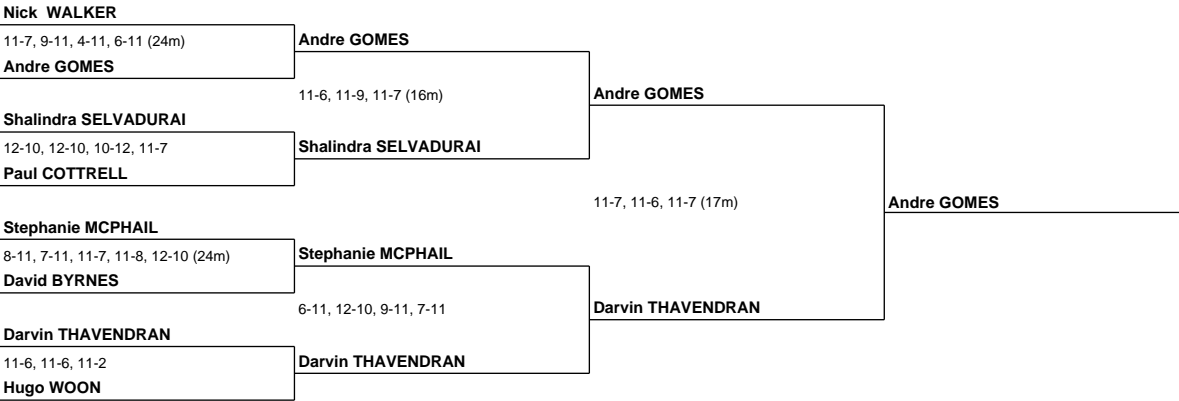 Nick  WALKER
11-7, 9-11, 4-11, 6-11 (24m)
Andre GOMES
Shalindra SELVADURAI
12-10, 12-10, 10-12, 11-7
Paul COTTRELL
Stephanie MCPHAIL
8-11, 7-11, 11-7, 11-8, 12-10 (24m)
David BYRNES
Darvin THAVENDRAN
11-6, 11-6, 11-2
Hugo WOON
Andre GOMES
11-6, 11-9, 11-7 (16m)
Shalindra SELVADURAI
Stephanie MCPHAIL
6-11, 12-10, 9-11, 7-11
Darvin THAVENDRAN
Andre GOMES
11-7, 11-6, 11-7 (17m)
Darvin THAVENDRAN
Andre GOMES